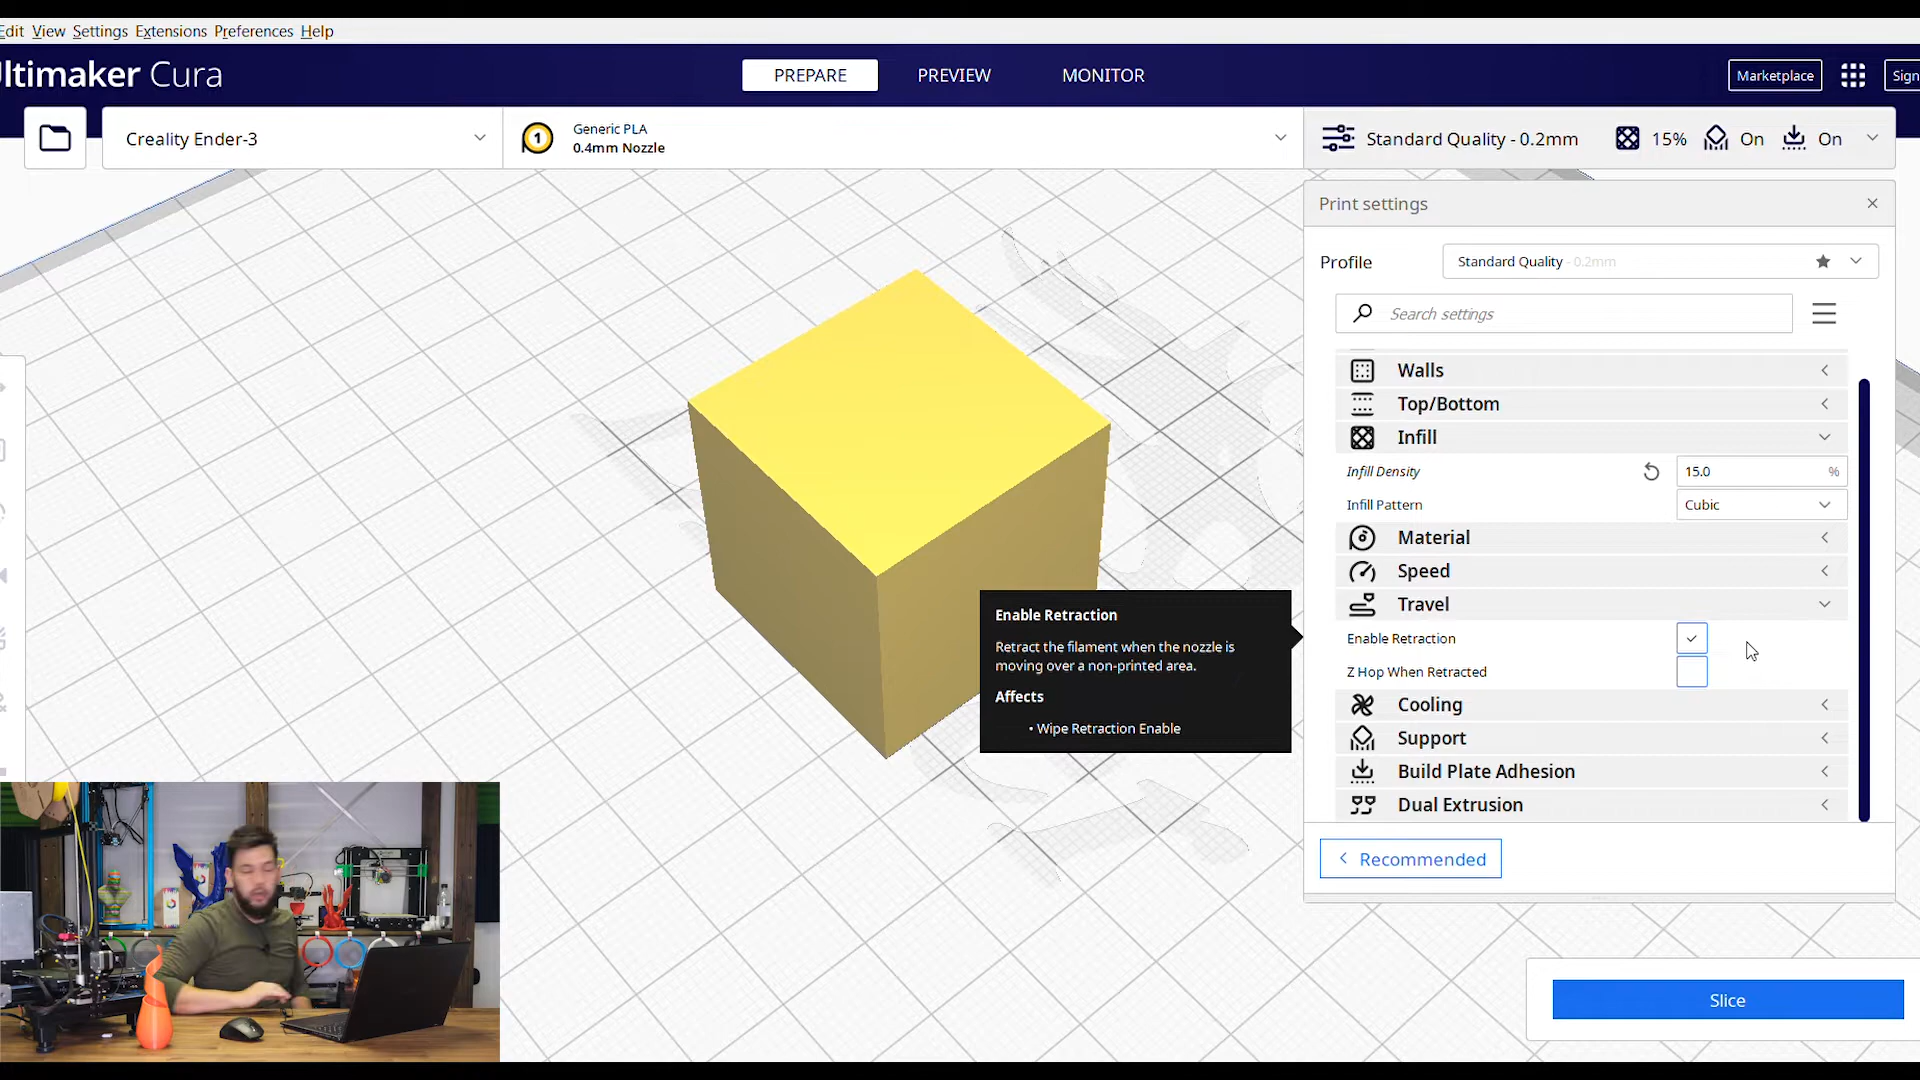 Edit View Settings Extensions Preferences Help
ltimaker Cura
PREPARE
PREVIEW
MONITOR
Marketplace
Sign
Creality Ender-3
1
Generic PLA
0.4mm Nozzle
Standard Quality - 0.2mm
15%
On
On
Print settings
Profile
Standard Quality - 0.2mm
Search settings
Walls
Top/Bottom
Infill
Infill Density
15.0 %
Infill Pattern
Cubic
Material
Speed
Travel
Enable Retraction
Z Hop When Retracted
Cooling
Support
Build Plate Adhesion
Dual Extrusion
Recommended
Enable Retraction
Retract the filament when the nozzle is
moving over a non-printed area.
Affects
• Wipe Retraction Enable
Slice